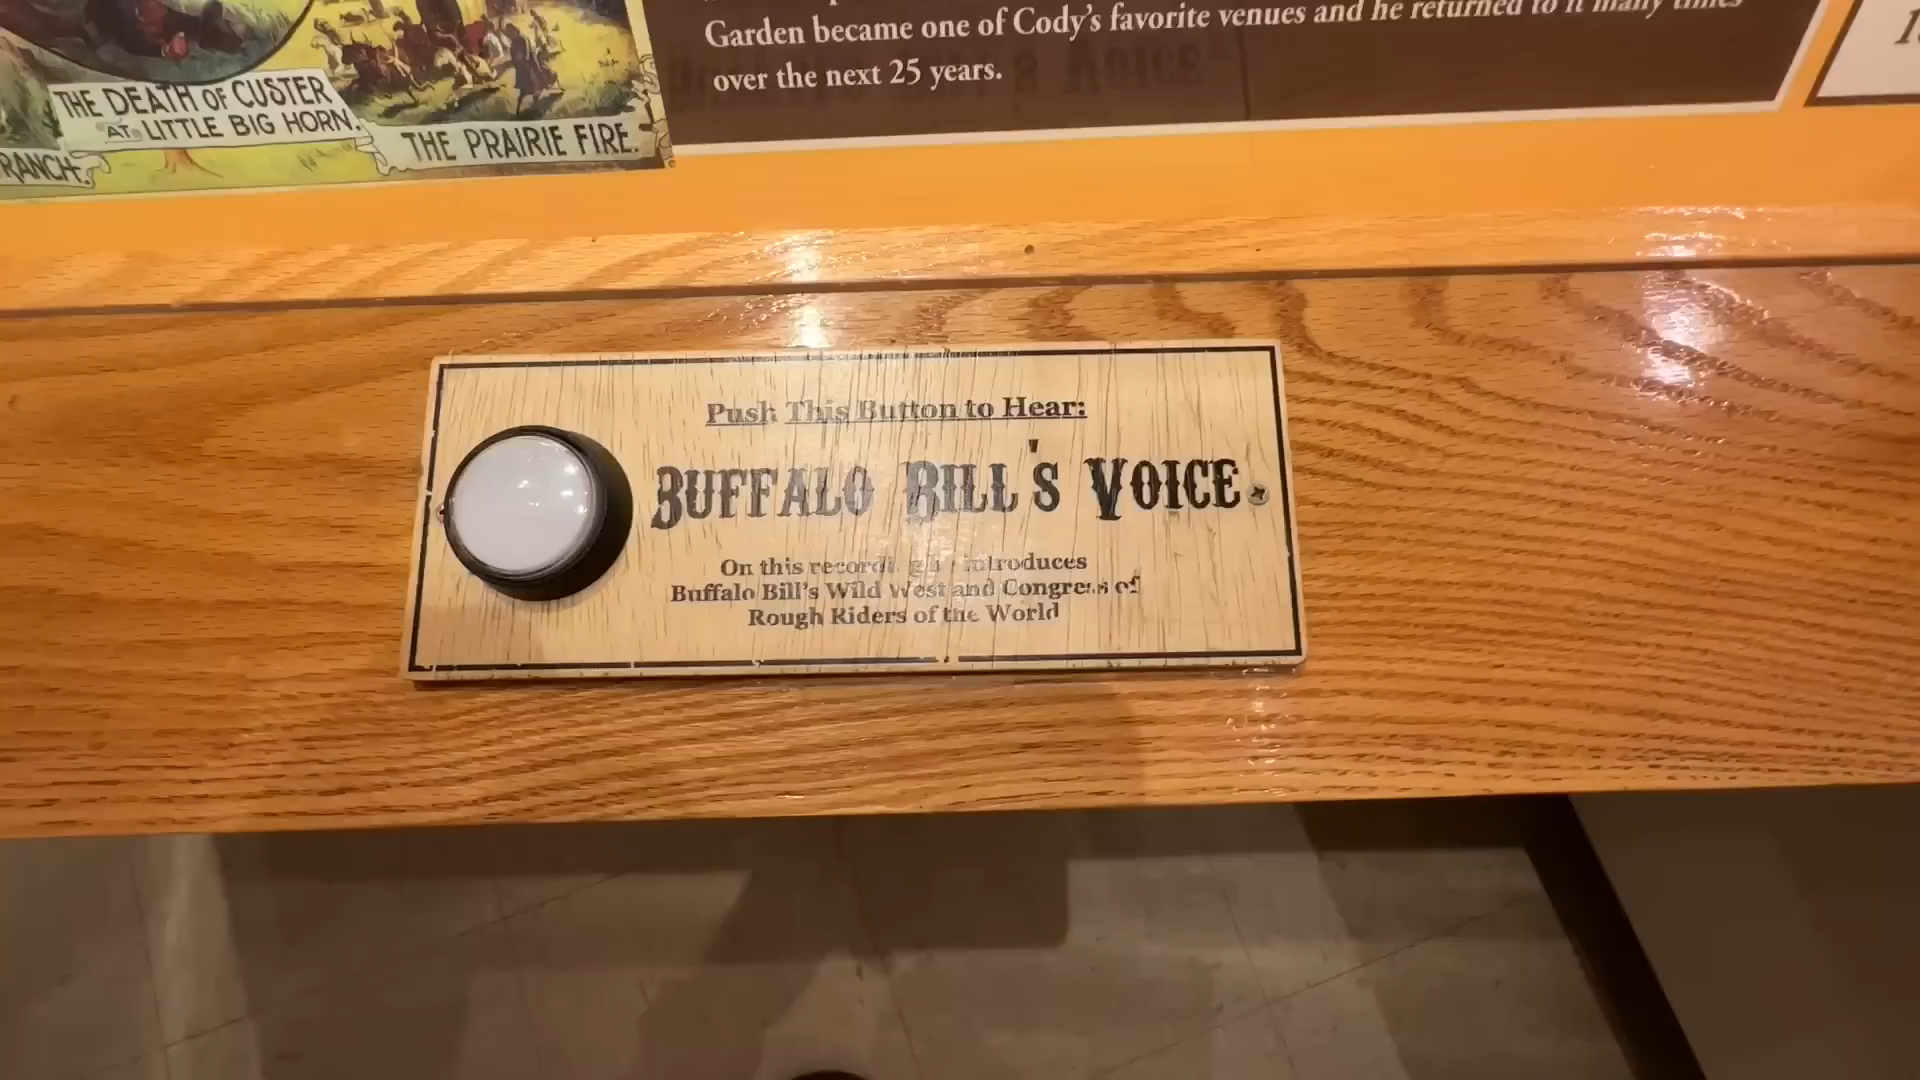 Garden became one of Cody's favorite venues and he returned to it many times
over the next 25 years.
THE DEATH OF CUSTER
AT LITTLE BIG HORN.
THE PRAIRIE FIRE.
RANCH.
Push This Button to Hear:
BUFFALO BILL'S VOICE
On this recording he introduces
Buffalo Bill's Wild West and Congress of
Rough Riders of the World